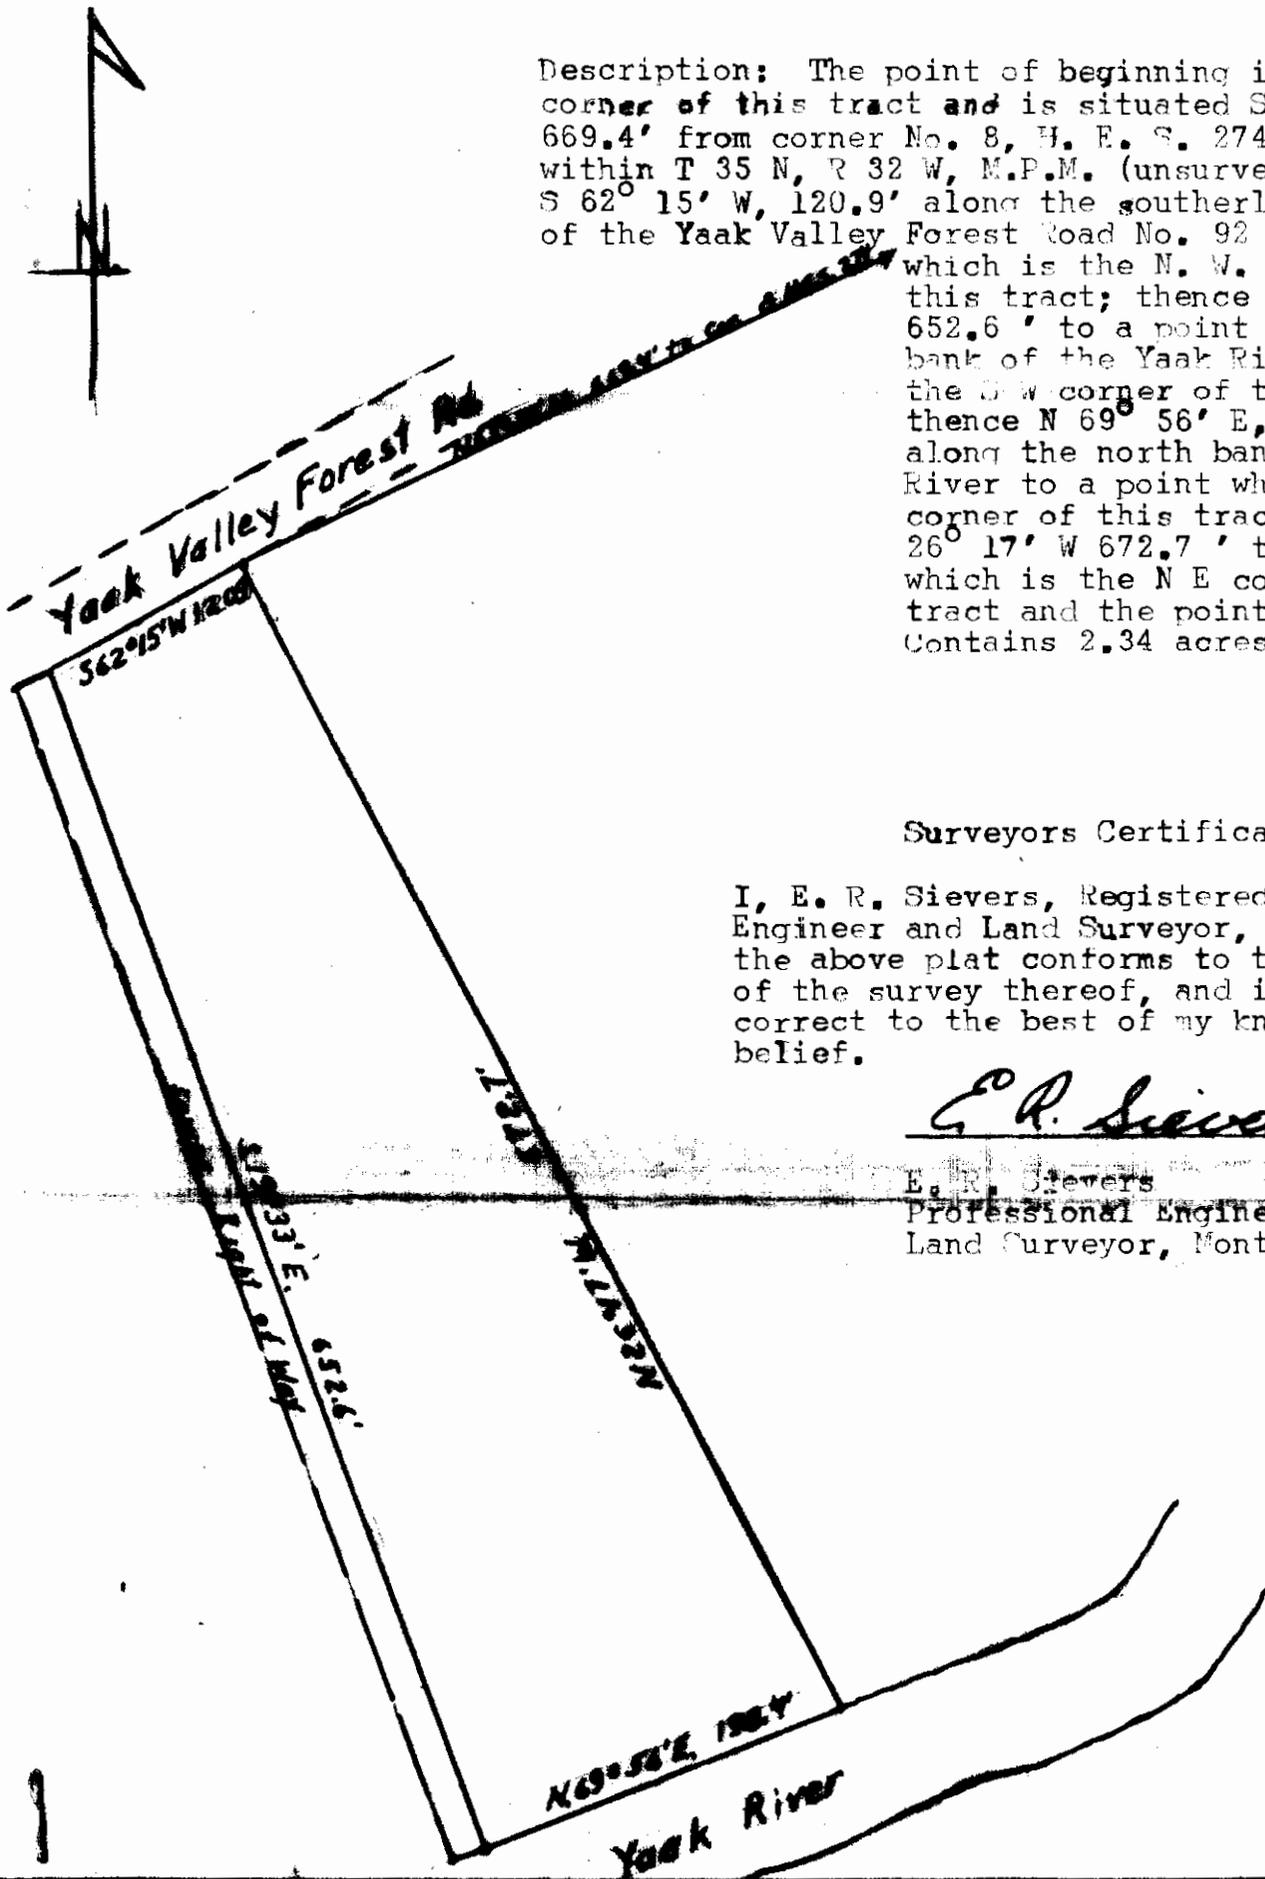 N
Description: The point of beginning i
corner of this tract and is situated S
669.4' from corner No. 8, H. E. S. 274
within T 35 N, R 32 W, M.P.M. (unsurve
S 62° 15' W, 120.9' along the southerl
of the Yaak Valley Forest Road No. 92
which is the N. W.
this tract; thence
652.6 ' to a point
bank of the Yaak Ri
the S W corner of t
thence N 69° 56' E,
along the north ban
River to a point wh
corner of this trac
26° 17' W 672.7 ' t
which is the N E co
tract and the point
Contains 2.34 acres
Yaak Valley Forest Rd.
669.4' to Cor. 8
S62°15'W 120.9'
Surveyors Certifica
I, E. R. Sievers, Registered
Engineer and Land Surveyor,
the above plat conforms to t
of the survey thereof, and i
correct to the best of my kn
belief.
E R. Sieve
E. R. Sievers
Professional Engine
Land Surveyor, Mont
33' E.
652.6'
Right of Way
672.7'
N. 69° 56' E,
Yaak River